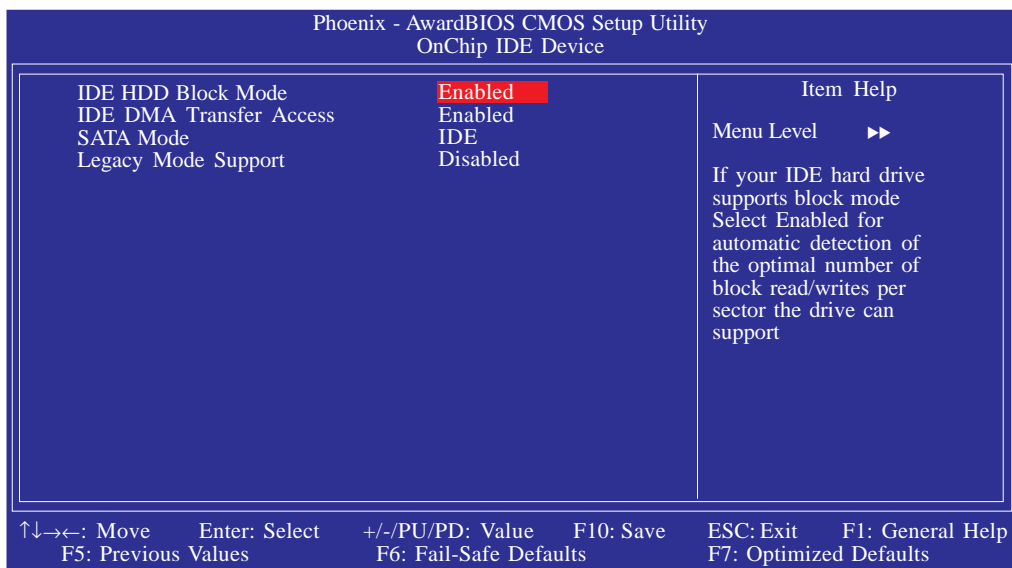 Phoenix - AwardBIOS CMOS Setup Utility
OnChip IDE Device
IDE HDD Block Mode Enabled
IDE DMA Transfer Access Enabled
SATA Mode IDE
Legacy Mode Support Disabled
Item Help
Menu Level ►►
If your IDE hard drive
supports block mode
Select Enabled for
automatic detection of
the optimal number of
block read/writes per
sector the drive can
support
↑↓→←: Move Enter: Select +/-/PU/PD: Value F10: Save ESC: Exit F1: General Help
F5: Previous Values F6: Fail-Safe Defaults F7: Optimized Defaults